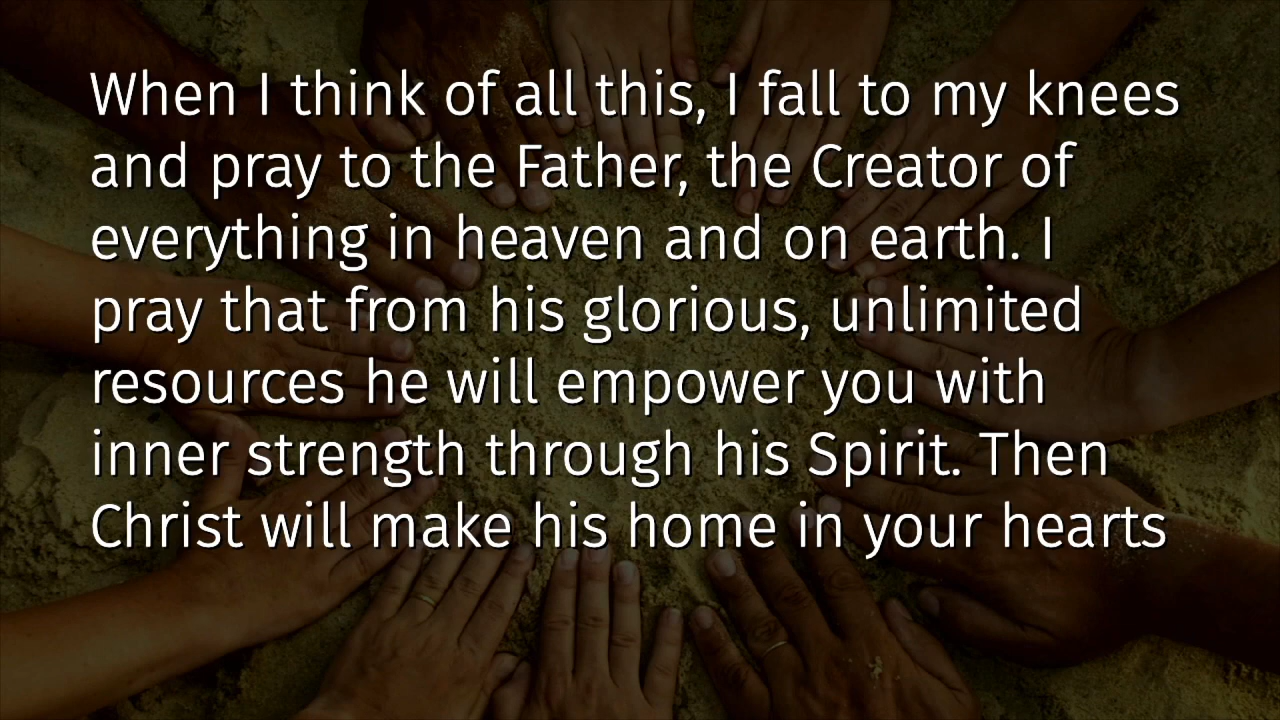 When I think of all this, I fall to my knees
and pray to the Father, the Creator of
everything in heaven and on earth. I
pray that from his glorious, unlimited
resources he will empower you with
inner strength through his Spirit. Then
Christ will make his home in your hearts